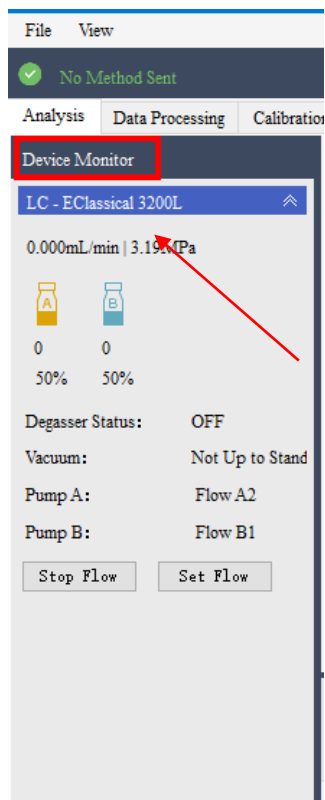 File View
No Method Sent
Analysis Data Processing Calibratio
Device Monitor
LC - EClassical 3200L
0.000mL/min | 3.19MPa
A B
0 0
50% 50%
Degasser Status: OFF
Vacuum: Not Up to Stand
Pump A: Flow A2
Pump B: Flow B1
Stop Flow Set Flow